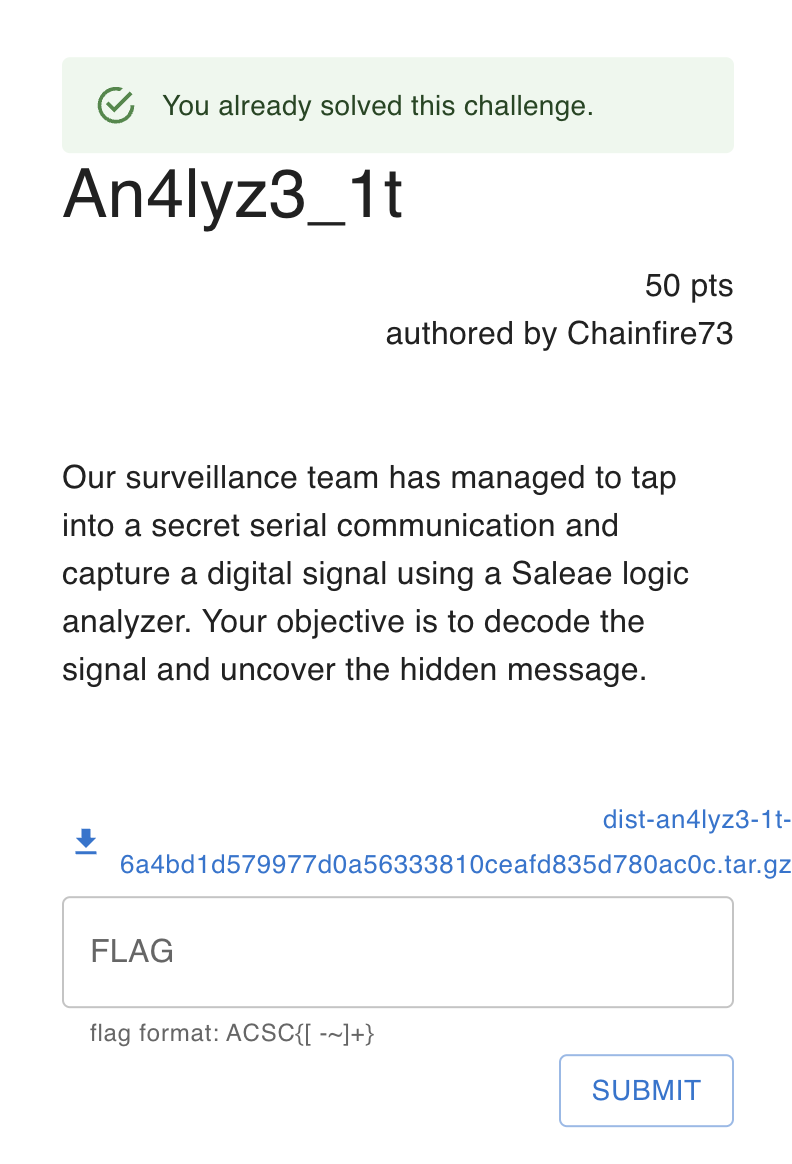 You already solved this challenge.
An4lyz3_1t
50 pts
authored by Chainfire73
Our surveillance team has managed to tap
into a secret serial communication and
capture a digital signal using a Saleae logic
analyzer. Your objective is to decode the
signal and uncover the hidden message.
dist-an4lyz3-1t-
6a4bd1d579977d0a56333810ceafd835d780ac0c.tar.gz
FLAG
flag format: ACSC{[ -~]+}
SUBMIT